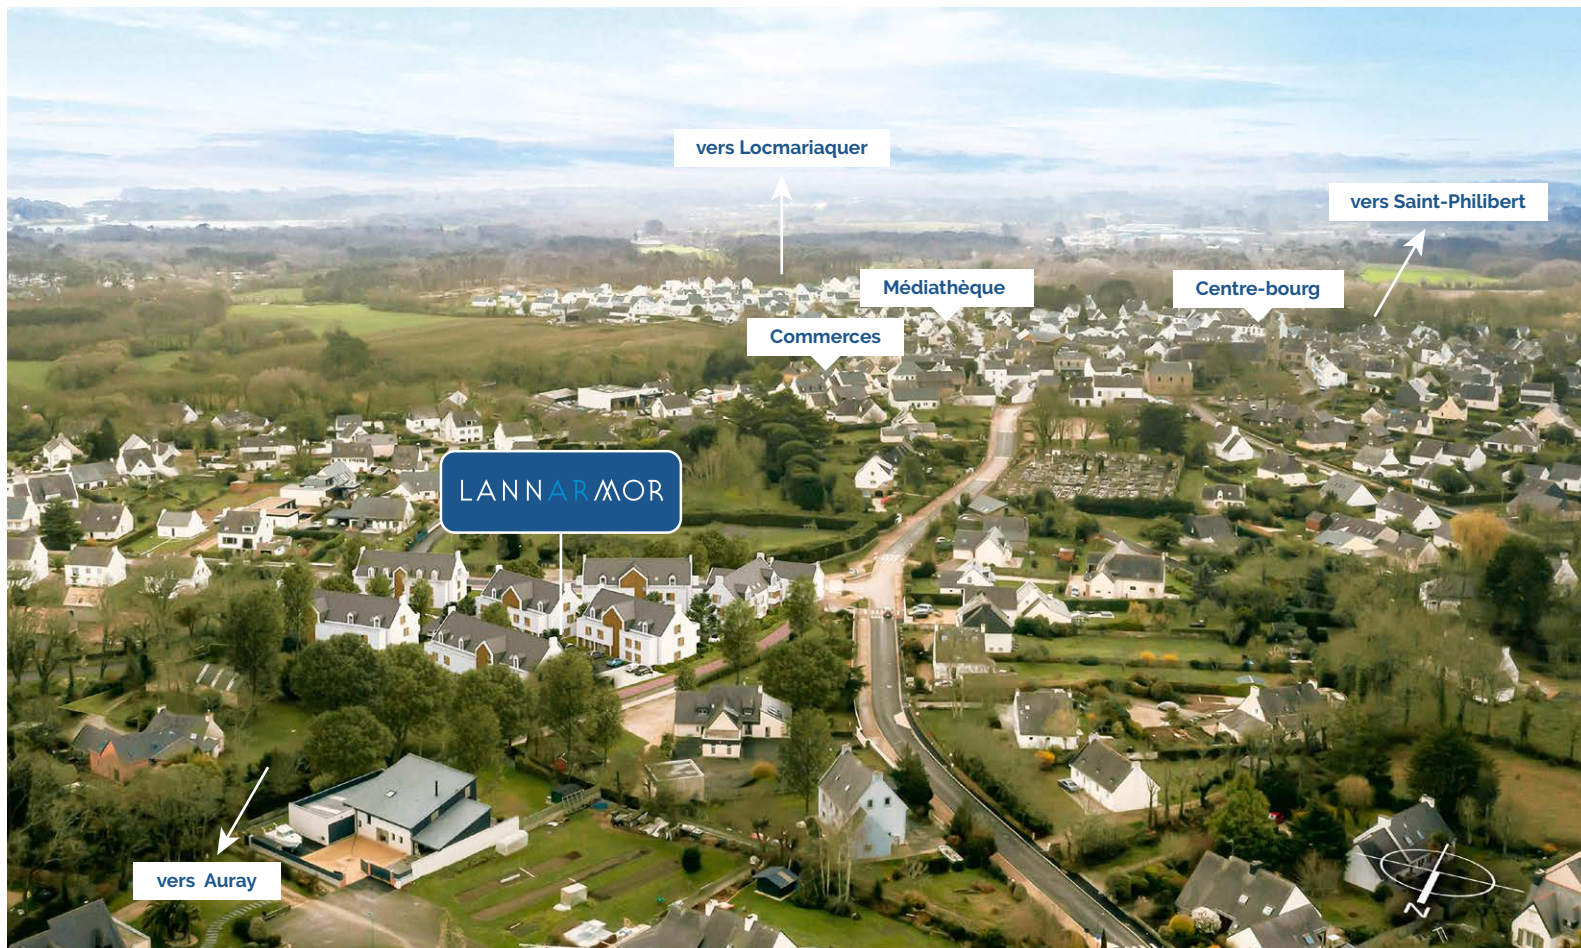 vers Locmariaquer
vers Saint-Philibert
Médiathèque
Centre-bourg
Commerces
LANNARMOR
vers Auray
N